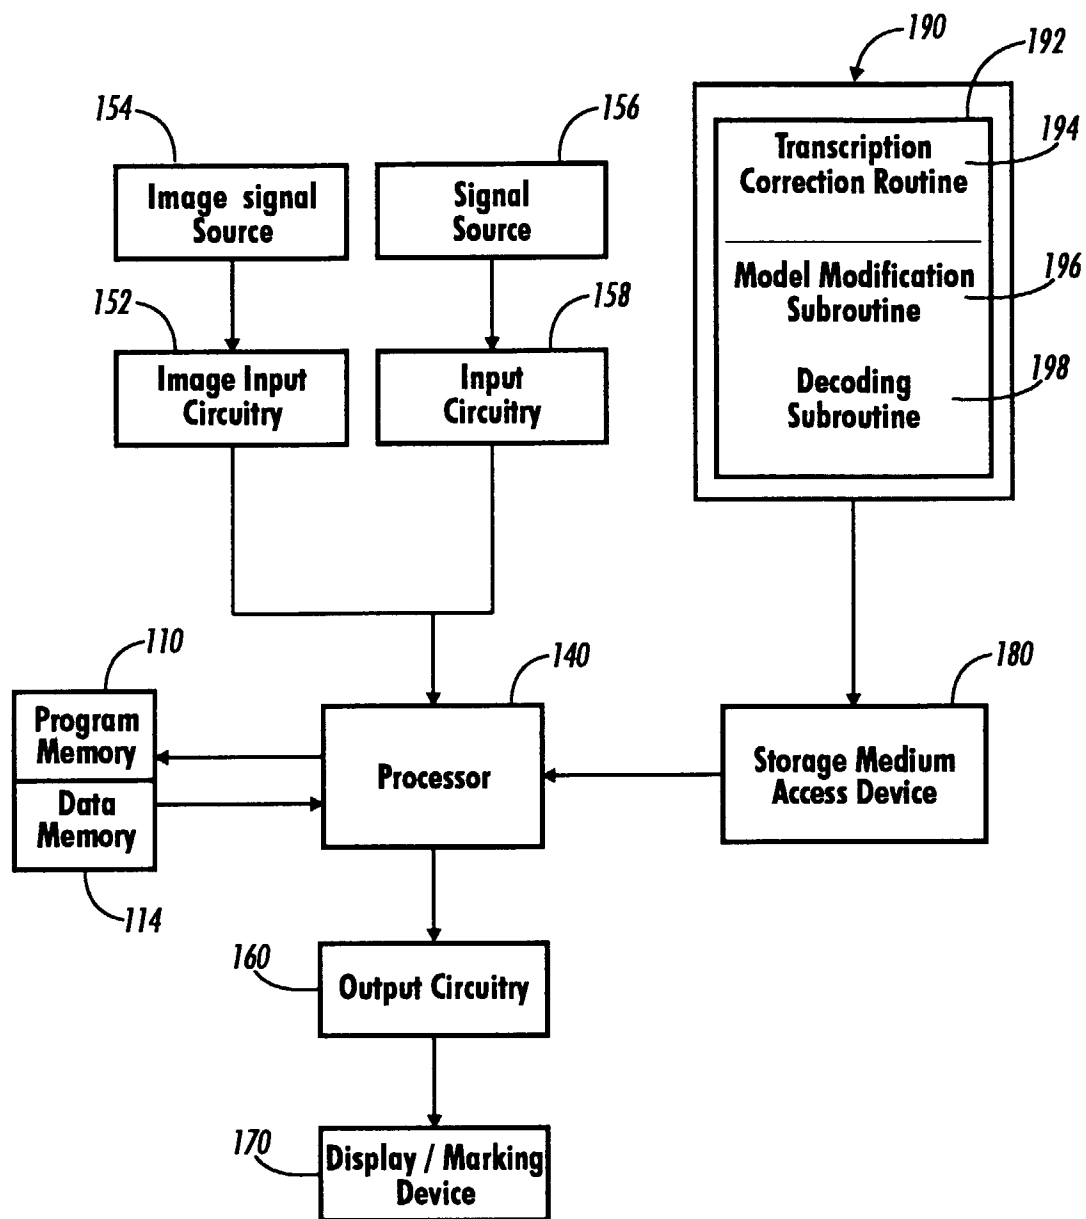 190
192
154
156
194
Transcription
Correction Routine
Image signal
Source
Signal
Source
Model Modification
Subroutine
196
152
158
Image Input
Circuitry
Input
Circuitry
Decoding
Subroutine
198
110
140
180
Program
Memory
Processor
Storage Medium
Access Device
Data
Memory
114
160
Output Circuitry
170
Display / Marking
Device